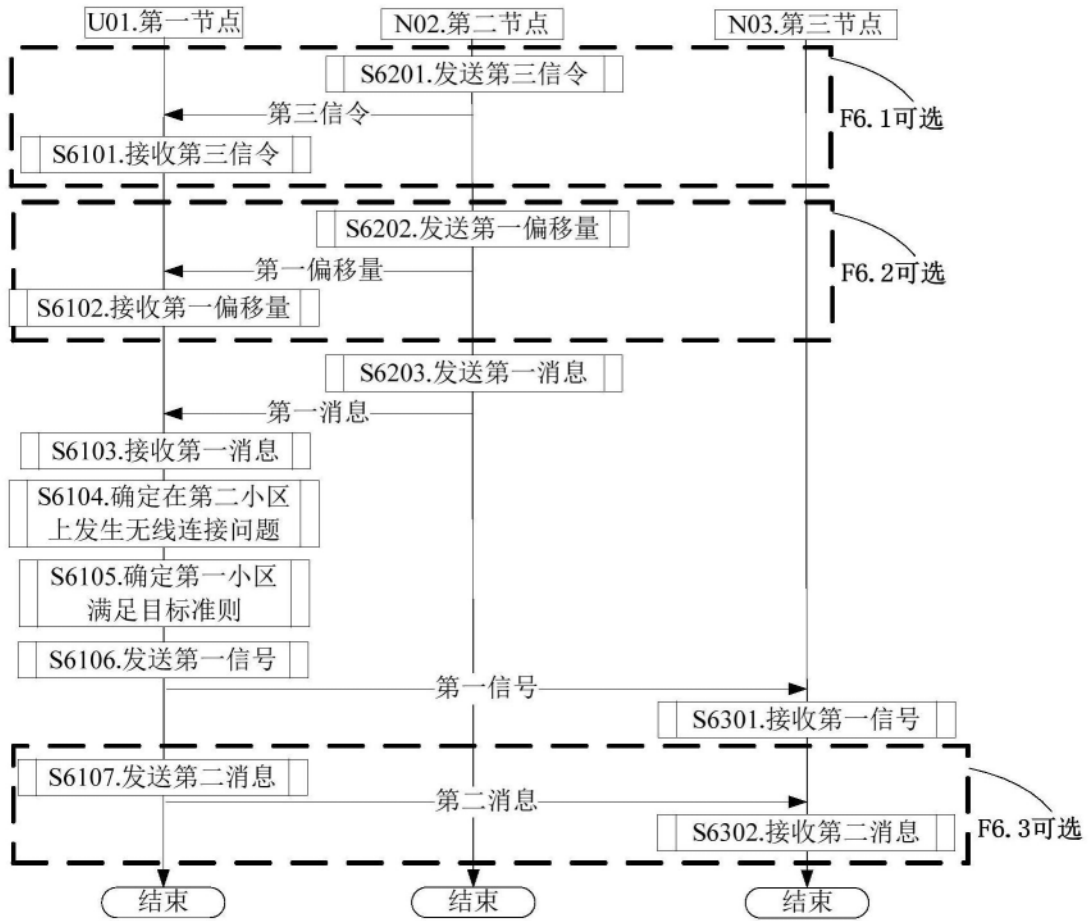 U01.第一节点
N02.第二节点
N03.第三节点
S6201.发送第三信令
第三信令
F6.1可选
S6101.接收第三信令
S6202.发送第一偏移量
第一偏移量
F6.2可选
S6102.接收第一偏移量
S6203.发送第一消息
第一消息
S6103.接收第一消息
S6104.确定在第二小区
上发生无线连接问题
S6105.确定第一小区
满足目标准则
S6106.发送第一信号
第一信号
S6301.接收第一信号
S6107.发送第二消息
第二消息
S6302.接收第二消息
F6.3可选
结束
结束
结束